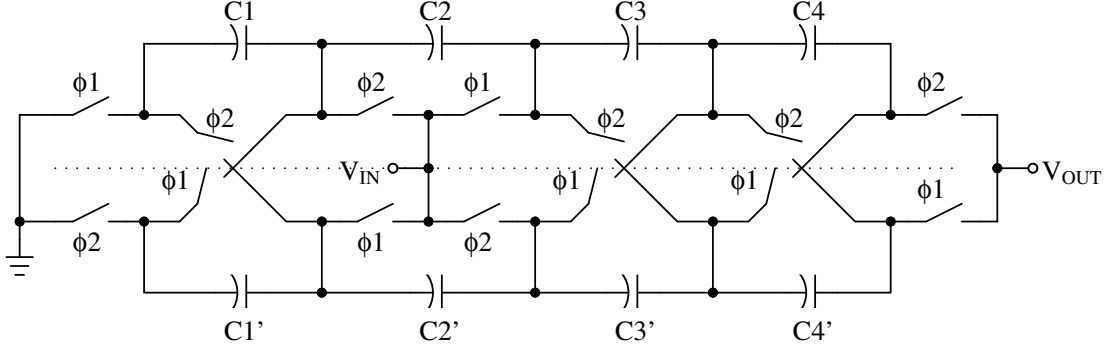 C1 C2 C3 C4
ϕ1 ϕ2 ϕ2 ϕ1 ϕ2 ϕ2 ϕ2
ϕ1 V_IN ϕ1 ϕ1 ϕ1 V_OUT
ϕ2 ϕ1 ϕ2
C1’ C2’ C3’ C4’